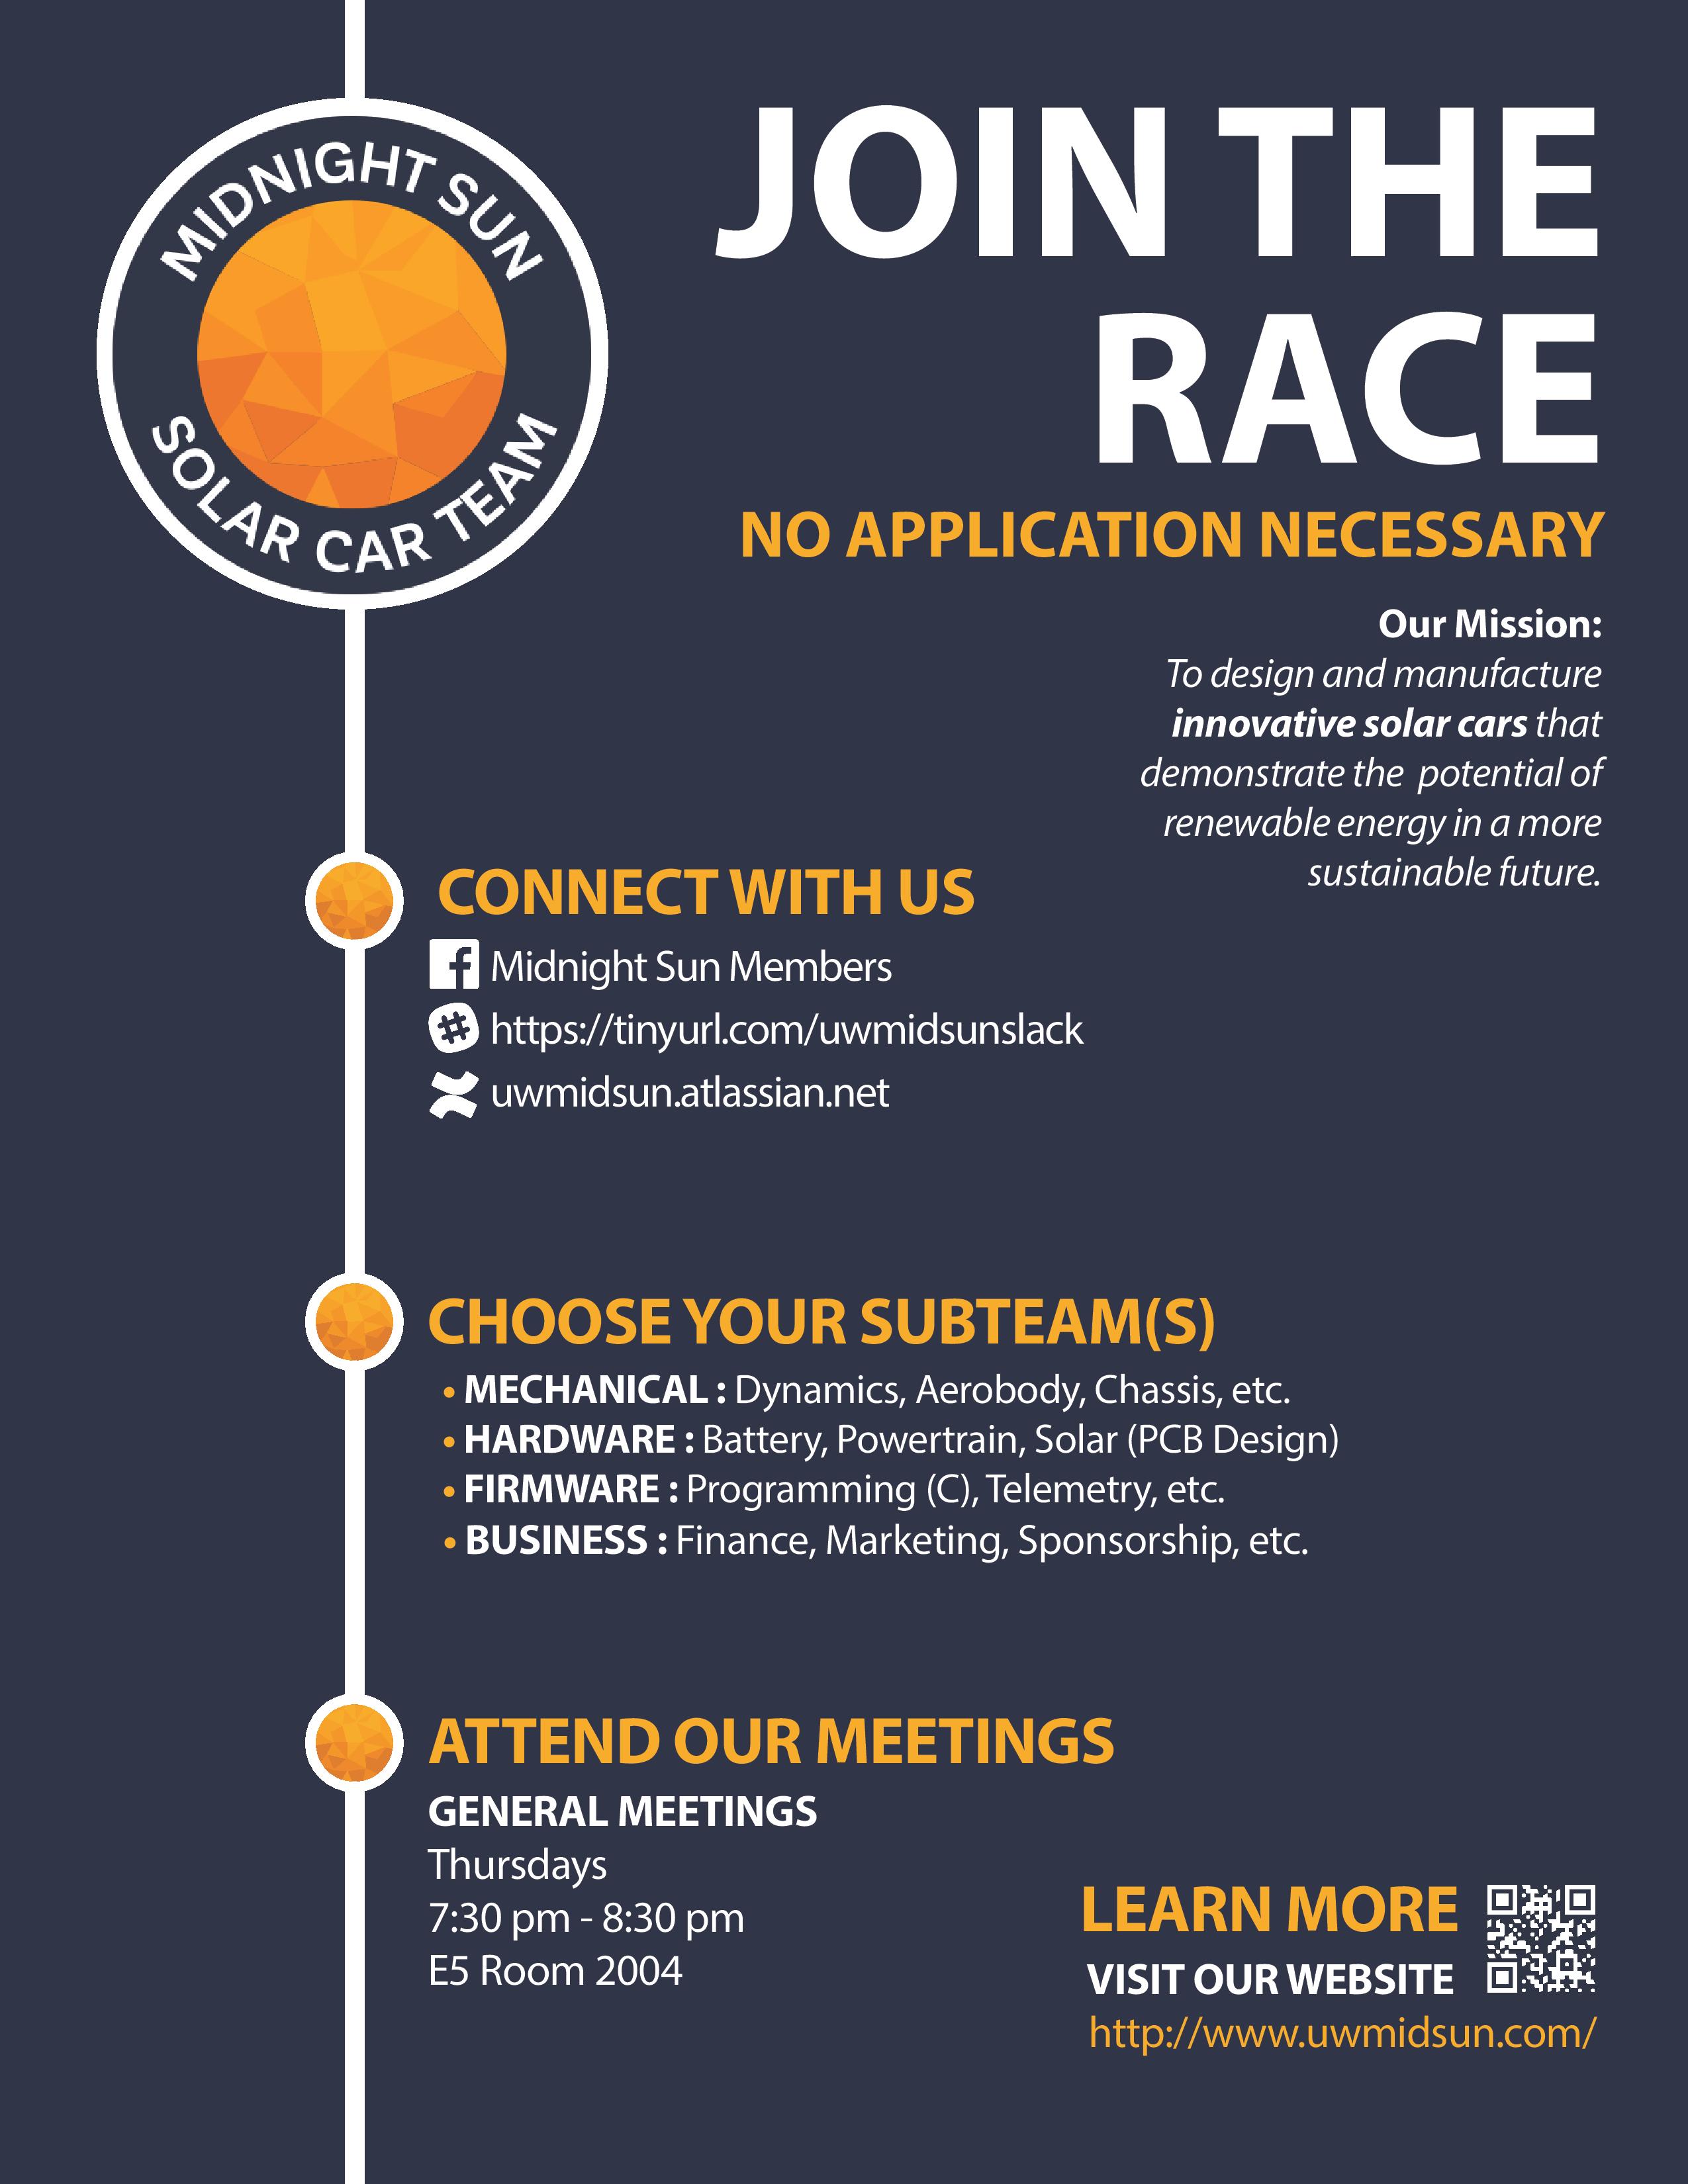 MIDNIGHT SUN
SOLAR CAR TEAM
JOIN THE
RACE
NO APPLICATION NECESSARY
Our Mission:
To design and manufacture
innovative solar cars that
demonstrate the potential of
renewable energy in a more
sustainable future.
CONNECT WITH US
Midnight Sun Members
https://tinyurl.com/uwmidsunslack
uwmidsun.atlassian.net
CHOOSE YOUR SUBTEAM(S)
• MECHANICAL : Dynamics, Aerobody, Chassis, etc.
• HARDWARE : Battery, Powertrain, Solar (PCB Design)
• FIRMWARE : Programming (C), Telemetry, etc.
• BUSINESS : Finance, Marketing, Sponsorship, etc.
ATTEND OUR MEETINGS
GENERAL MEETINGS
Thursdays
7:30 pm - 8:30 pm
E5 Room 2004
LEARN MORE
VISIT OUR WEBSITE
http://www.uwmidsun.com/